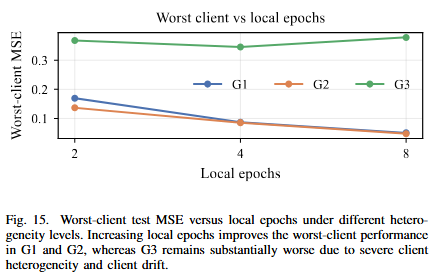 Worst client vs local epochs
Worst-client MSE
0.3
0.2
0.1
G1 G2 G3
2 4 8
Local epochs
Fig. 15. Worst-client test MSE versus local epochs under different hetero-
geneity levels. Increasing local epochs improves the worst-client performance
in G1 and G2, whereas G3 remains substantially worse due to severe client
heterogeneity and client drift.